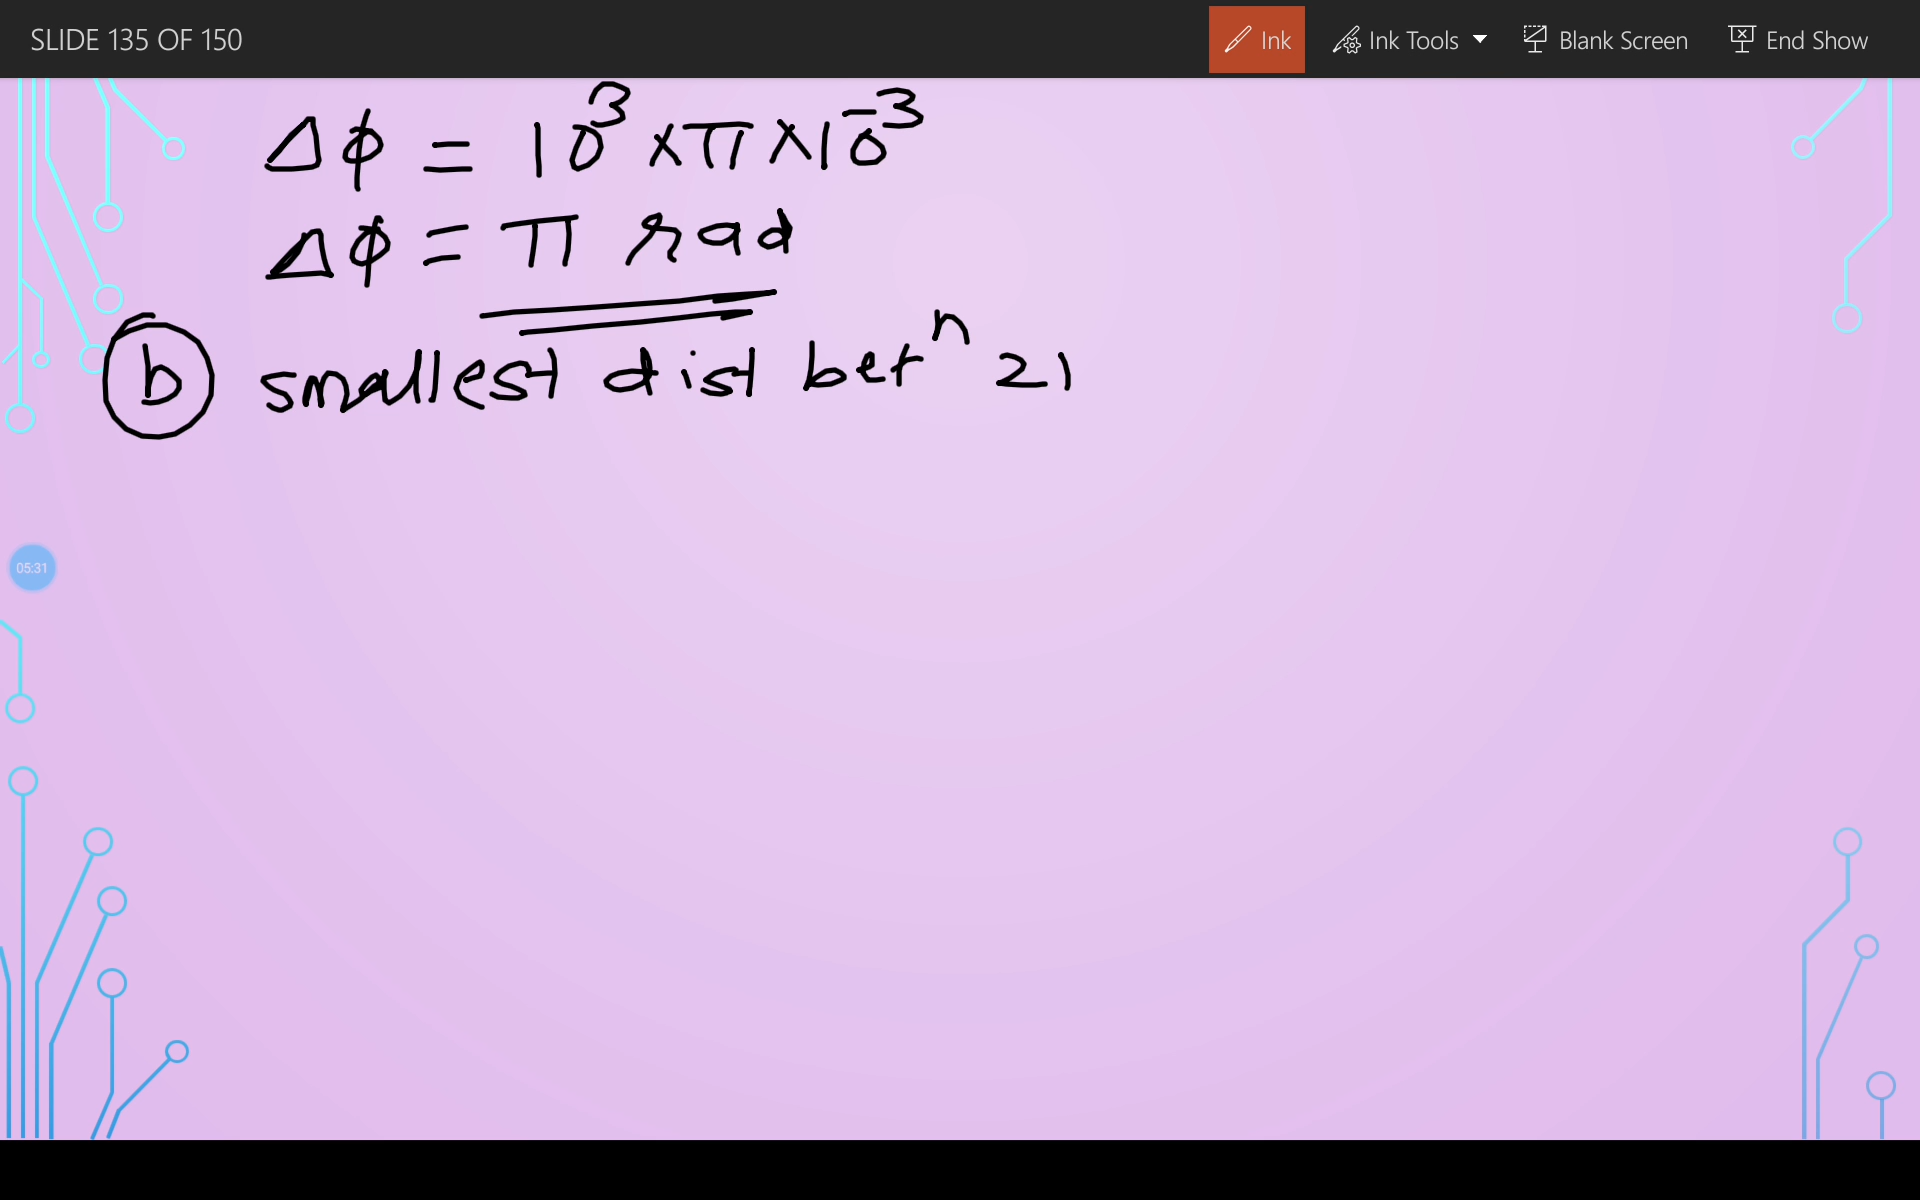 SLIDE 135 OF 150
Ink Ink Tools Blank Screen End Show
Δϕ = 10³ × π × 10⁻³
Δϕ = π rad
b smallest dist betⁿ 21
05:31